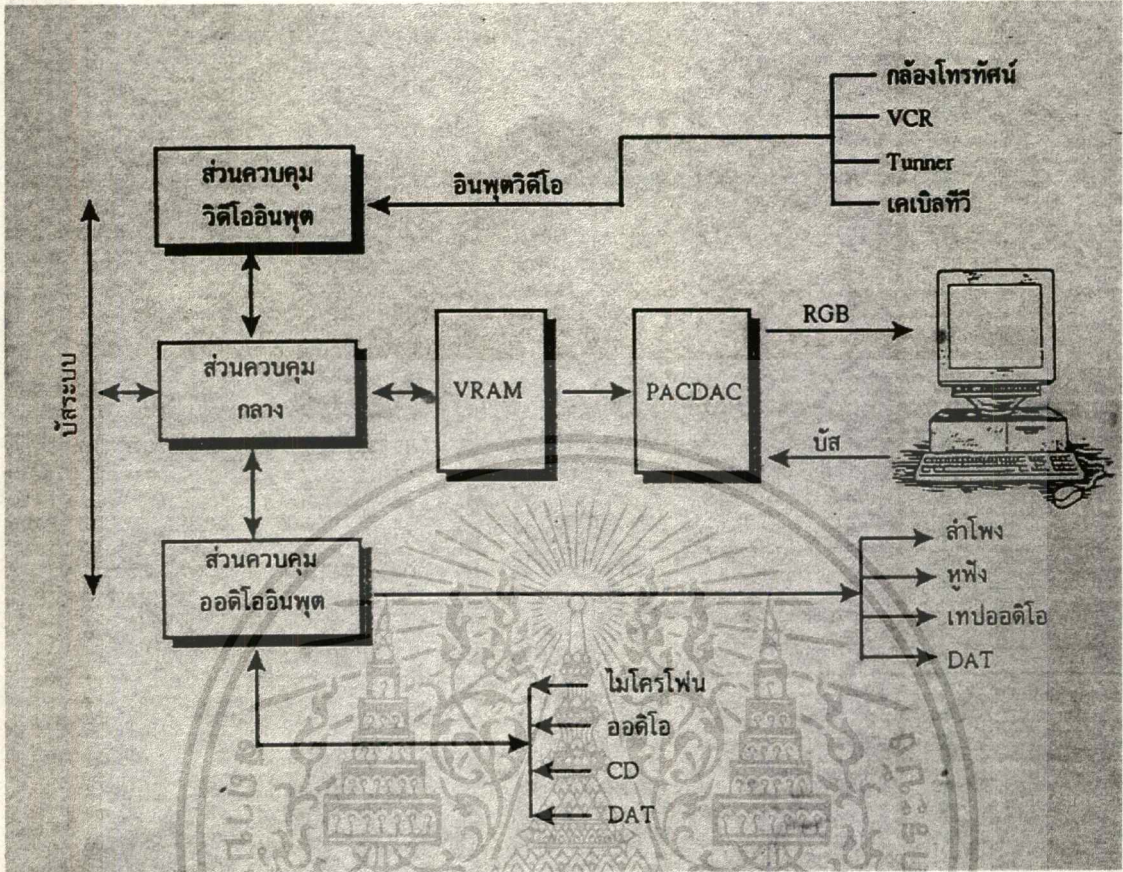 กล้องโทรทัศน์
VCR
Tunner
เคเบิลทีวี
ส่วนควบคุม
วิดีโออินพุต
อินพุตวิดีโอ
บัสระบบ
ส่วนควบคุม
กลาง
VRAM
PACDAC
RGB
บัส
ส่วนควบคุม
ออดิโออินพุต
ลำโพง
หูฟัง
เทปออดิโอ
DAT
ไมโครโฟน
ออดิโอ
CD
DAT